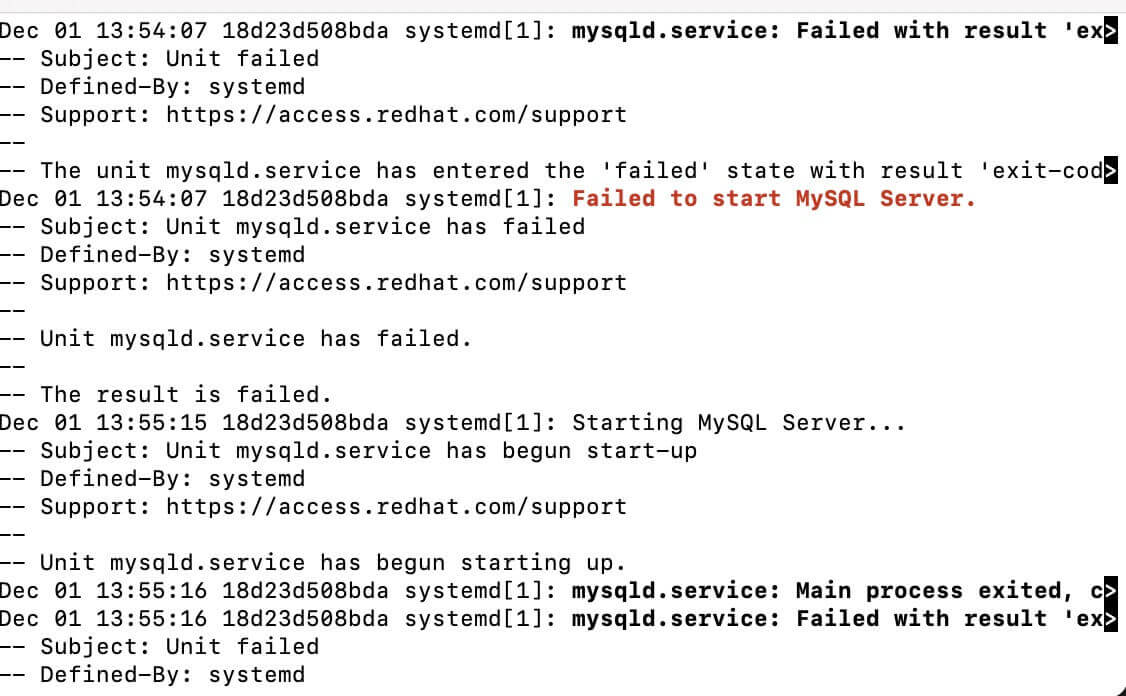 Dec 01 13:54:07 18d23d508bda systemd[1]: mysqld.service: Failed with result 'ex>
-- Subject: Unit failed
-- Defined-By: systemd
-- Support: https://access.redhat.com/support
--
-- The unit mysqld.service has entered the 'failed' state with result 'exit-cod>
Dec 01 13:54:07 18d23d508bda systemd[1]: Failed to start MySQL Server.
-- Subject: Unit mysqld.service has failed
-- Defined-By: systemd
-- Support: https://access.redhat.com/support
--
-- Unit mysqld.service has failed.
--
-- The result is failed.
Dec 01 13:55:15 18d23d508bda systemd[1]: Starting MySQL Server...
-- Subject: Unit mysqld.service has begun start-up
-- Defined-By: systemd
-- Support: https://access.redhat.com/support
--
-- Unit mysqld.service has begun starting up.
Dec 01 13:55:16 18d23d508bda systemd[1]: mysqld.service: Main process exited, c>
Dec 01 13:55:16 18d23d508bda systemd[1]: mysqld.service: Failed with result 'ex>
-- Subject: Unit failed
-- Defined-By: systemd